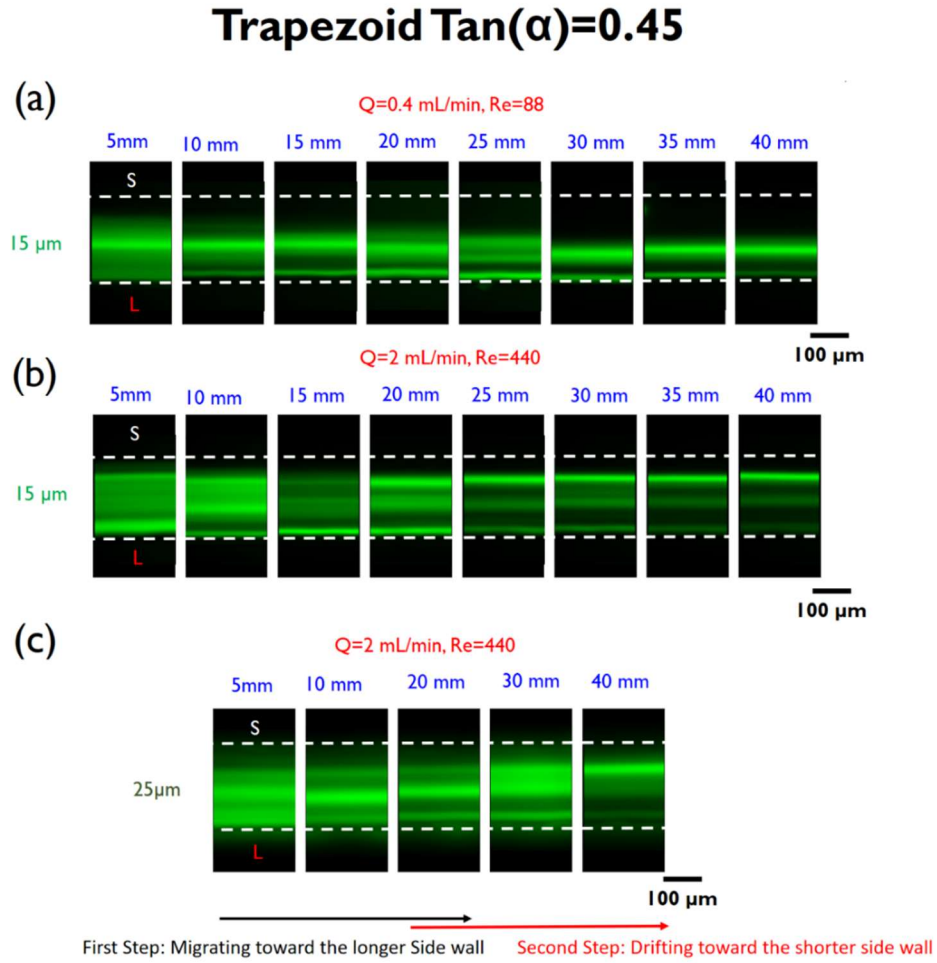 Trapezoid Tan(α)=0.45
(a)
Q=0.4 mL/min, Re=88
5mm 10 mm 15 mm 20 mm 25 mm 30 mm 35 mm 40 mm
S
15 µm
L
100 µm
(b)
Q=2 mL/min, Re=440
5mm 10 mm 15 mm 20 mm 25 mm 30 mm 35 mm 40 mm
S
15 µm
L
100 µm
(c)
Q=2 mL/min, Re=440
5mm 10 mm 20 mm 30 mm 40 mm
S
25µm
L
100 µm
First Step: Migrating toward the longer Side wall Second Step: Drifting toward the shorter side wall